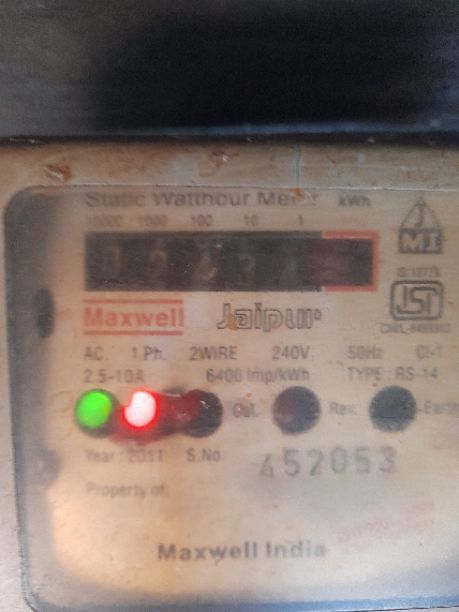 Static Watthour Meter kWh
10000 1000 100 10 1
JMI
Maxwell Jaipur
AC. 1 Ph. 2WIRE 240V 50Hz Cl-1
2.5-10A 6400 Imp/kWh TYPE : RS-14
Cal. Rev. Earth
Year : 2011 S.No. 452053
Property of:
Maxwell India